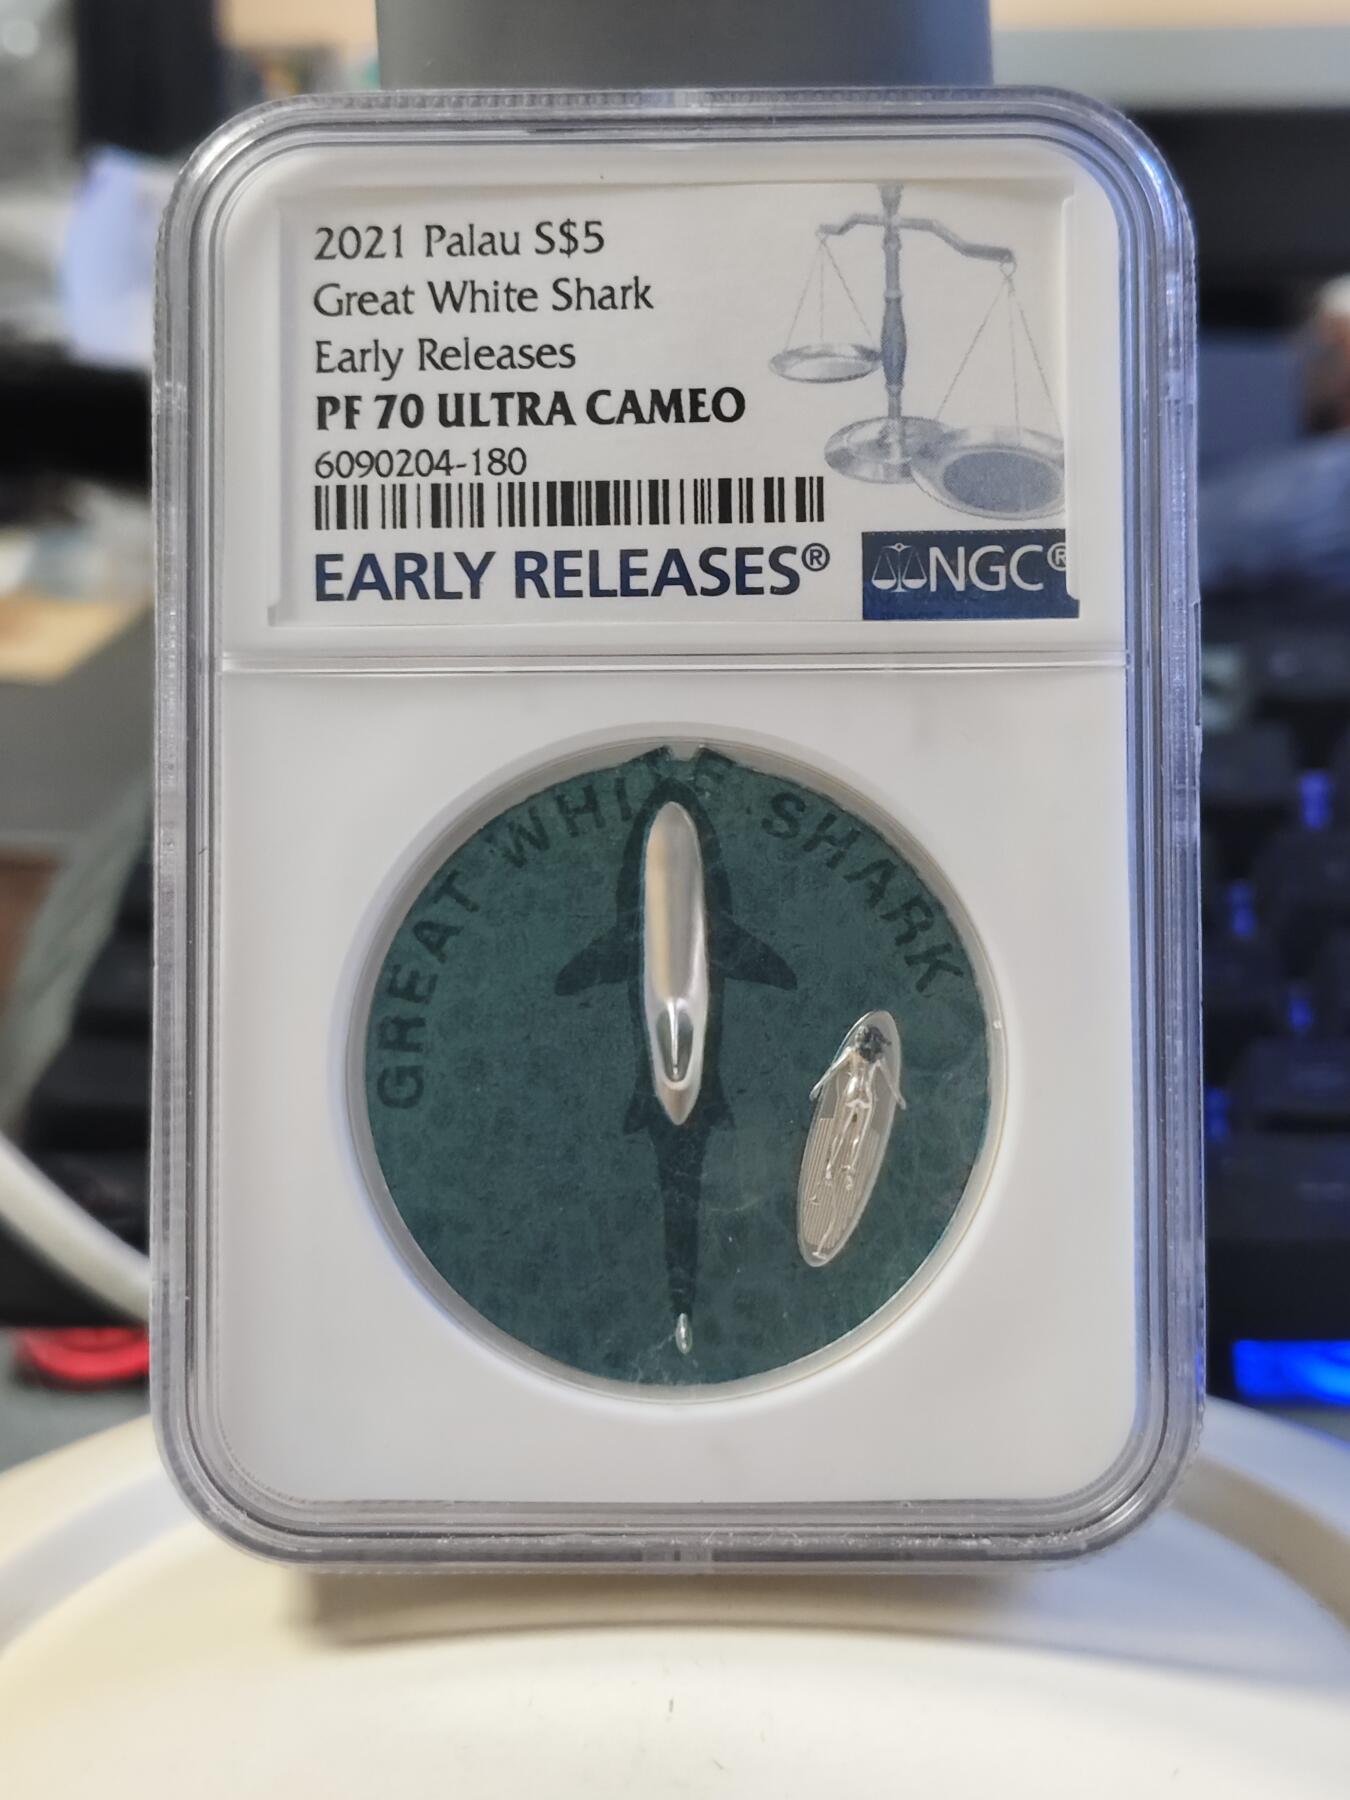 2021 Palau S$5
Great White Shark
Early Releases
PF 70 ULTRA CAMEO
6090204-180
EARLY RELEASES®
NGC®
GREAT WHITE SHARK